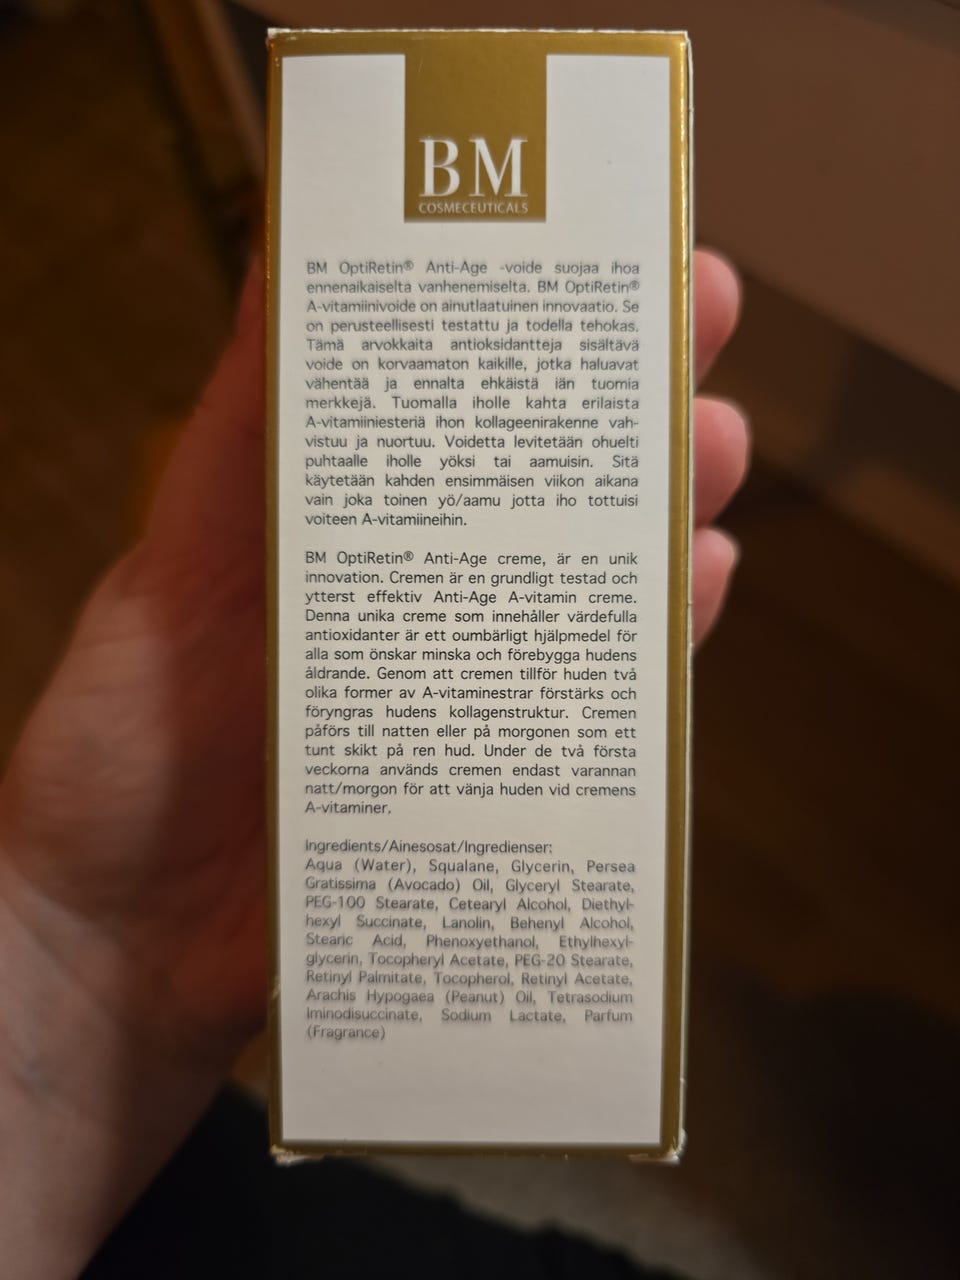 BM
COSMECEUTICALS
BM OptiRetin® Anti-Age -voide suojaa ihoa
ennenaikaiselta vanhenemiselta. BM OptiRetin®
A-vitamiinivoide on ainutlaatuinen innovaatio. Se
on perusteellisesti testattu ja todella tehokas.
Tämä arvokkaita antioksidantteja sisältävä
voide on korvaamaton kaikille, jotka haluavat
vähentää ja ennalta ehkäistä iän tuomia
merkkejä. Tuomalla iholle kahta erilaista
A-vitamiiniesteriä ihon kollageenirakenne vah-
vistuu ja nuortuu. Voidetta levitetään ohuelti
puhtaalle iholle yöksi tai aamuisin. Sitä
käytetään kahden ensimmäisen viikon aikana
vain joka toinen yö/aamu jotta iho tottuisi
voiteen A-vitamiineihin.
BM OptiRetin® Anti-Age creme, är en unik
innovation. Cremen är en grundligt testad och
ytterst effektiv Anti-Age A-vitamin creme.
Denna unika creme som innehåller värdefulla
antioxidanter är ett oumbärligt hjälpmedel för
alla som önskar minska och förebygga hudens
åldrande. Genom att cremen tillför huden två
olika former av A-vitaminestrar förstärks och
föryngras hudens kollagenstruktur. Cremen
påförs till natten eller på morgonen som ett
tunt skikt på ren hud. Under de två första
veckorna används cremen endast varannan
natt/morgon för att vänja huden vid cremens
A-vitaminer.
Ingredients/Ainesosat/Ingredienser:
Aqua (Water), Squalane, Glycerin, Persea
Gratissima (Avocado) Oil, Glyceryl Stearate,
PEG-100 Stearate, Cetearyl Alcohol, Diethyl-
hexyl Succinate, Lanolin, Behenyl Alcohol,
Stearic Acid, Phenoxyethanol, Ethylhexyl-
glycerin, Tocopheryl Acetate, PEG-20 Stearate,
Retinyl Palmitate, Tocopherol, Retinyl Acetate,
Arachis Hypogaea (Peanut) Oil, Tetrasodium
Iminodisuccinate, Sodium Lactate, Parfum
(Fragrance)